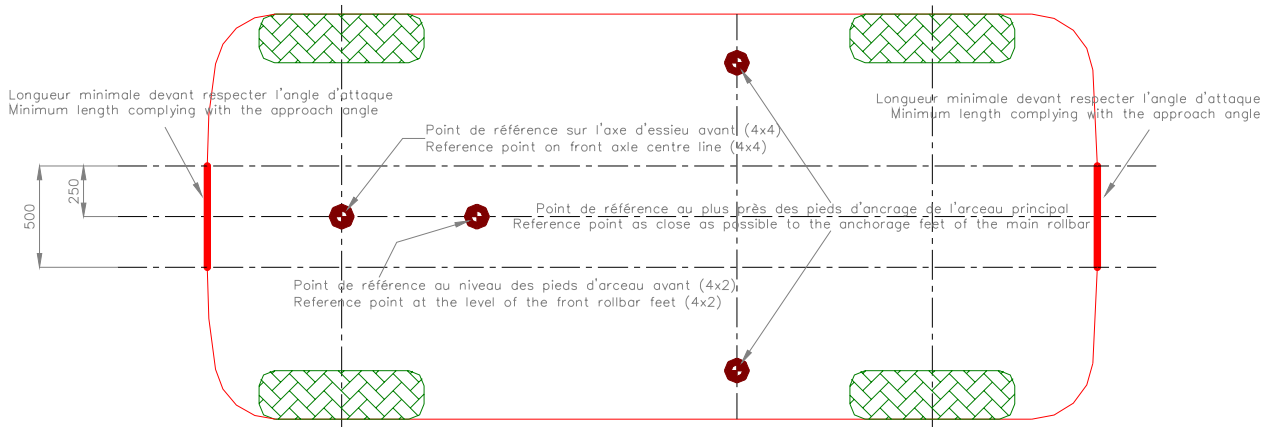 Longueur minimale devant respecter l'angle d'attaque
Minimum length complying with the approach angle
Longueur minimale devant respecter l'angle d'attaque
Minimum length complying with the approach angle
Point de référence sur l'axe d'essieu avant (4x4)
Reference point on front axle centre line (4x4)
250
500
Point de référence au plus près des pieds d'ancrage de l'arceau principal
Reference point as close as possible to the anchorage feet of the main rollbar
Point de référence au niveau des pieds d'arceau avant (4x2)
Reference point at the level of the front rollbar feet (4x2)